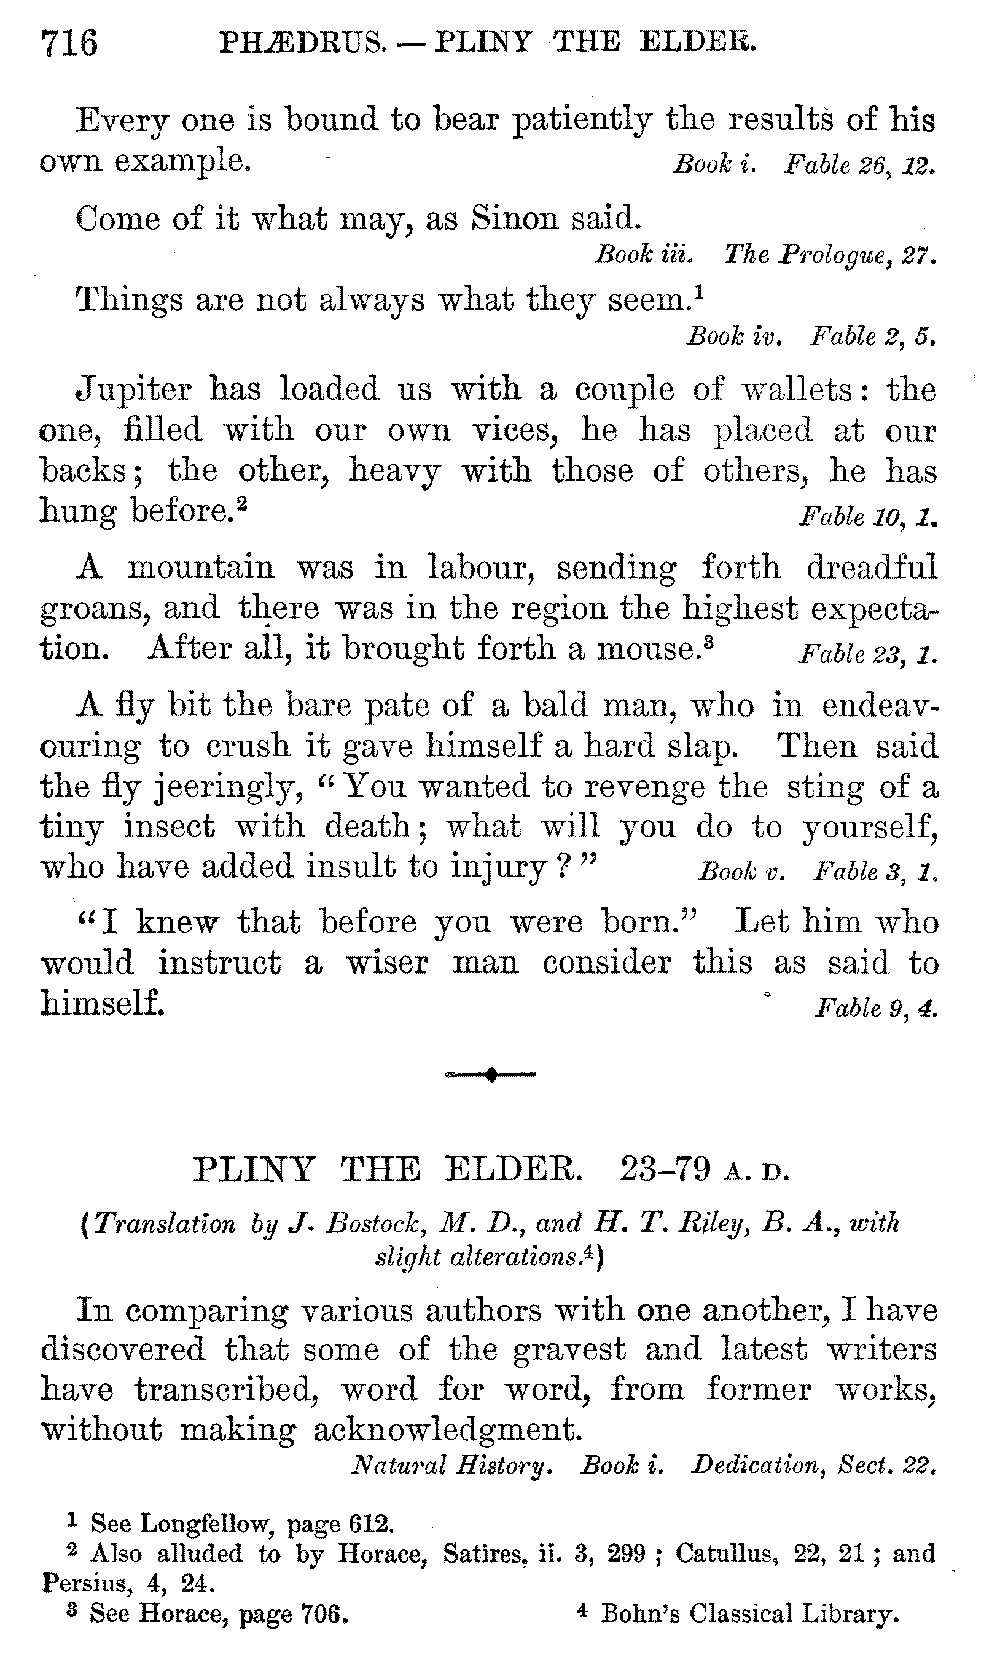 716 PHÆDRUS. — PLINY THE ELDER.
Every one is bound to bear patiently the results of his
own example. Book i. Fable 26, 12.
Come of it what may, as Sinon said.
Book iii. The Prologue, 27.
Things are not always what they seem.¹
Book iv. Fable 2, 5.
Jupiter has loaded us with a couple of wallets: the
one, filled with our own vices, he has placed at our
backs; the other, heavy with those of others, he has
hung before.² Fable 10, 1.
A mountain was in labour, sending forth dreadful
groans, and there was in the region the highest expecta-
tion. After all, it brought forth a mouse.³ Fable 23, 1.
A fly bit the bare pate of a bald man, who in endeav-
ouring to crush it gave himself a hard slap. Then said
the fly jeeringly, “You wanted to revenge the sting of a
tiny insect with death; what will you do to yourself,
who have added insult to injury?” Book v. Fable 3, 1.
“I knew that before you were born.” Let him who
would instruct a wiser man consider this as said to
himself. Fable 9, 4.
PLINY THE ELDER. 23–79 A. D.
(Translation by J. Bostock, M. D., and H. T. Riley, B. A., with
slight alterations.⁴)
In comparing various authors with one another, I have
discovered that some of the gravest and latest writers
have transcribed, word for word, from former works,
without making acknowledgment.
Natural History. Book i. Dedication, Sect. 22.
¹ See Longfellow, page 612.
² Also alluded to by Horace, Satires, ii. 3, 299; Catullus, 22, 21; and
Persius, 4, 24.
³ See Horace, page 706. ⁴ Bohn’s Classical Library.